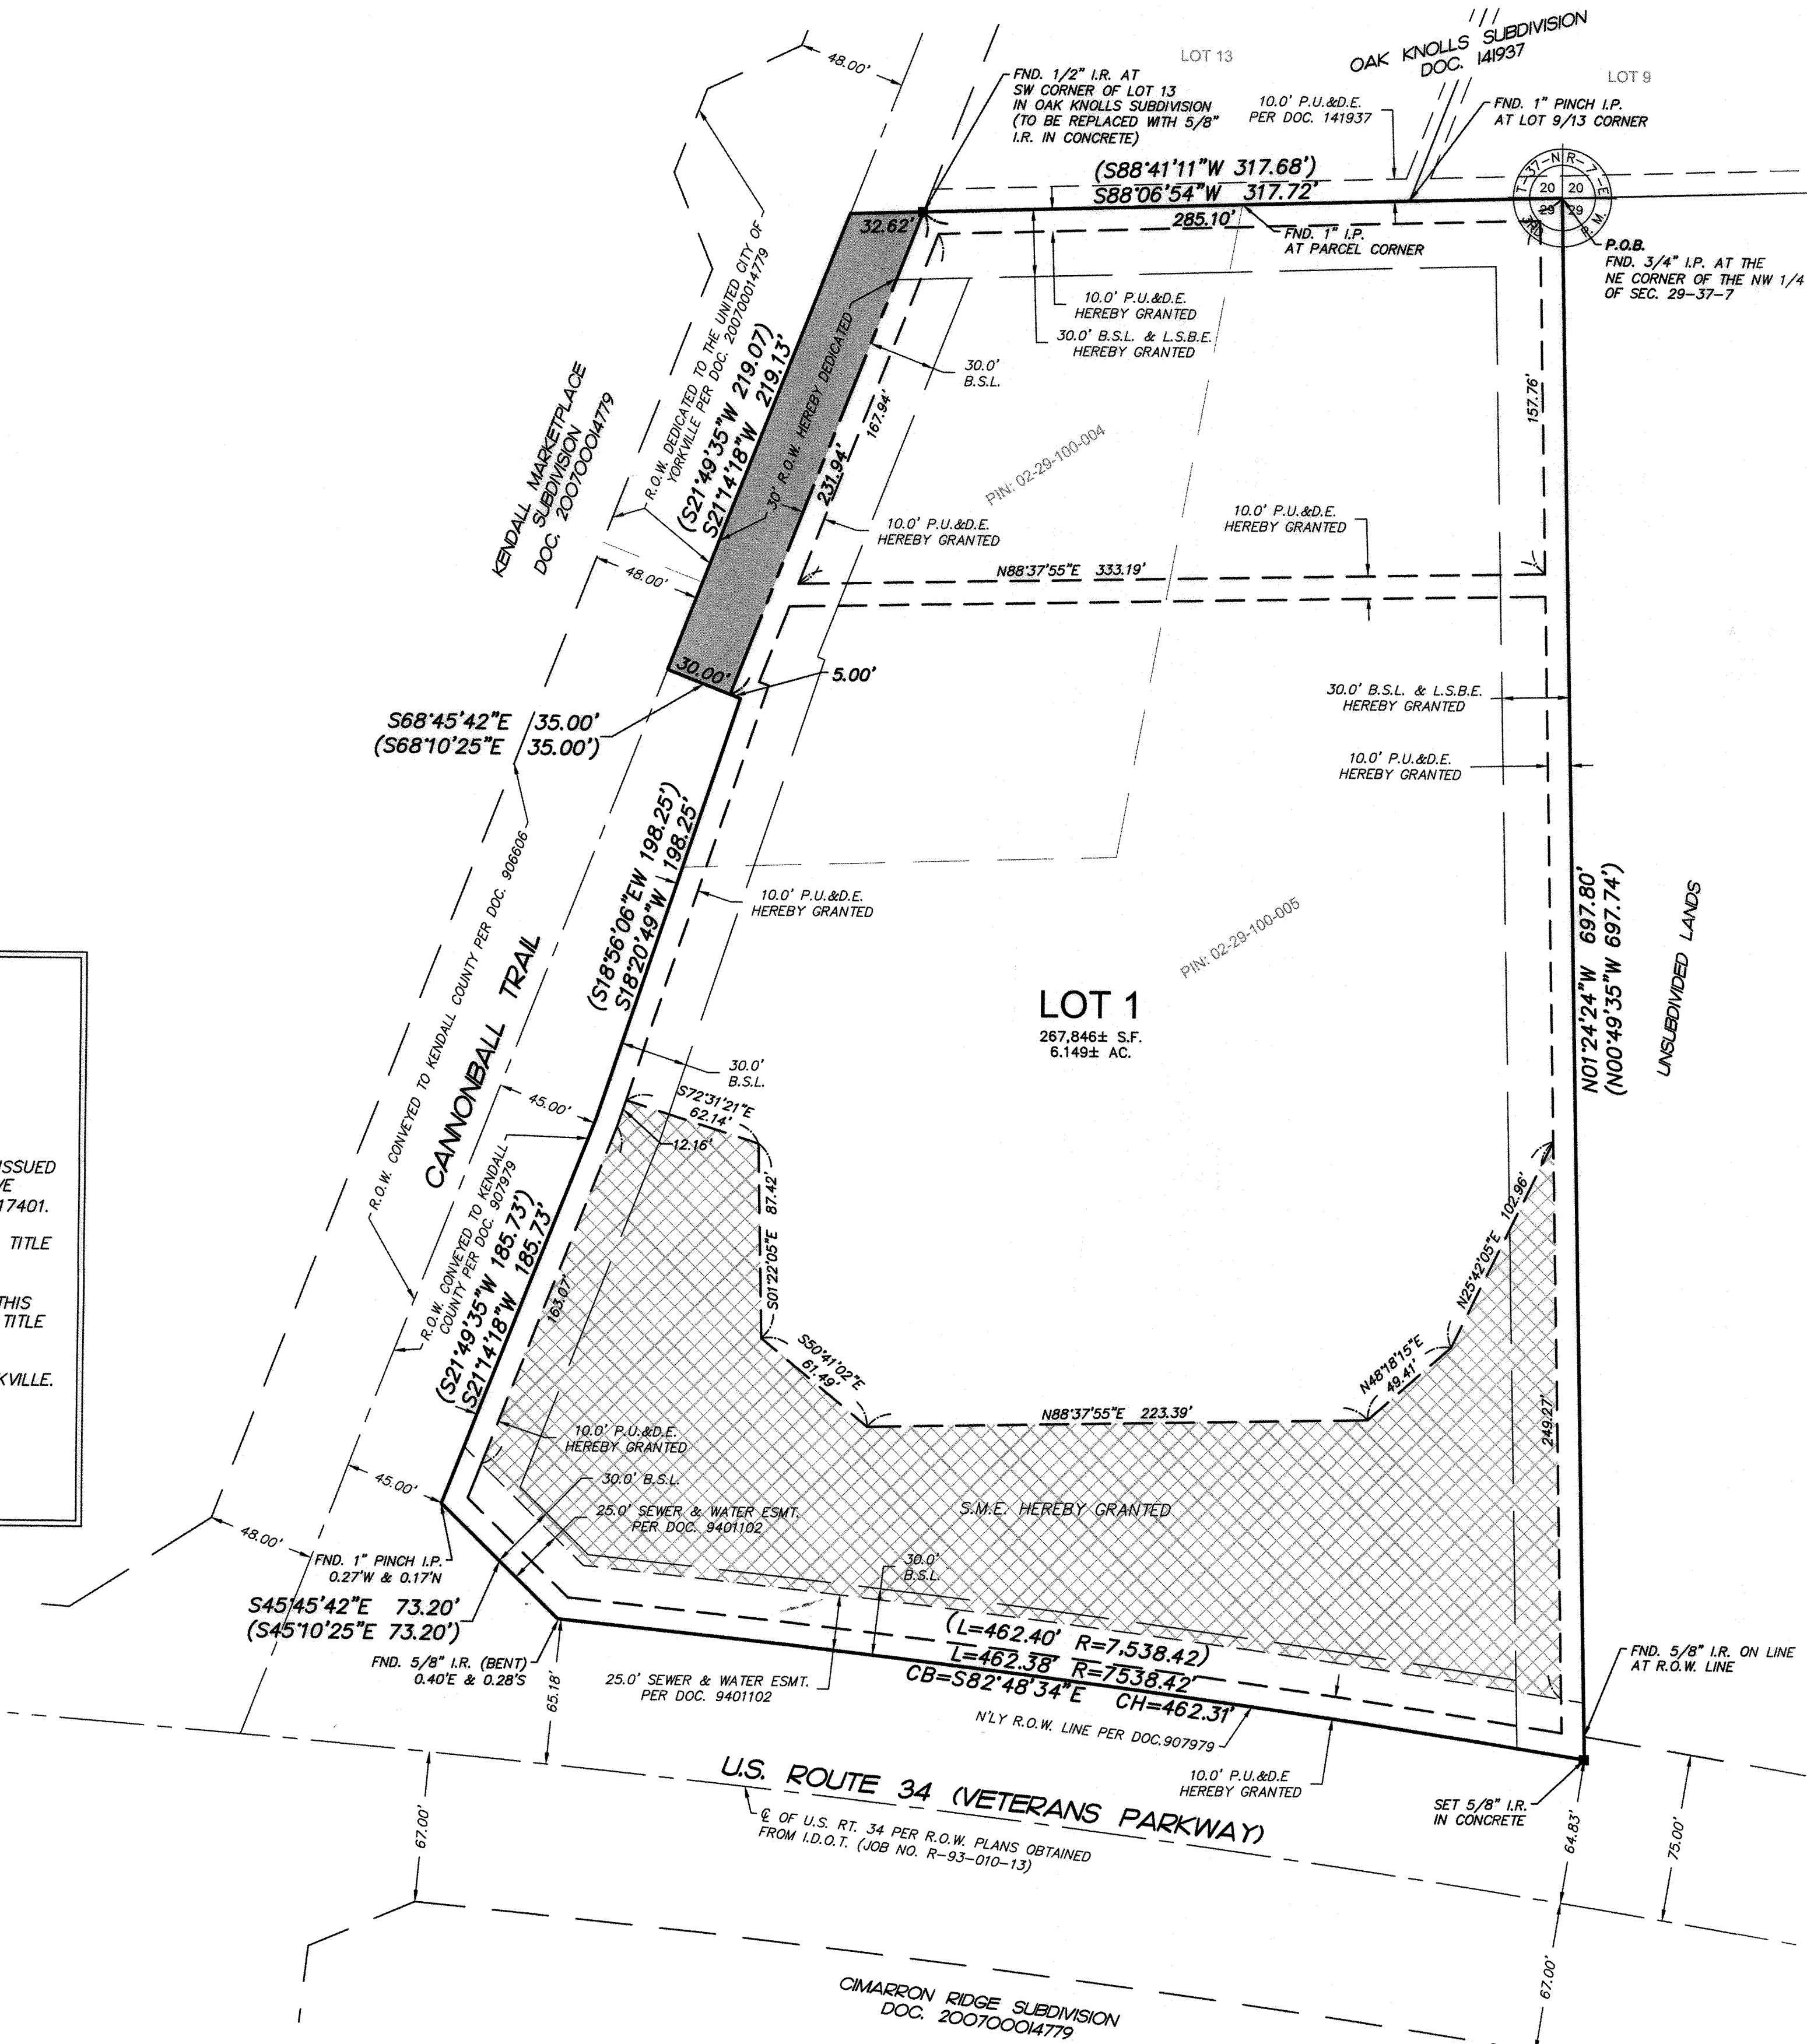 48.00'
LOT 13
OAK KNOLLS SUBDIVISION
DOC. 141937
LOT 9
FND. 1/2" I.R. AT
SW CORNER OF LOT 13
IN OAK KNOLLS SUBDIVISION
(TO BE REPLACED WITH 5/8"
I.R. IN CONCRETE)
10.0' P.U.&D.E.
PER DOC. 141937
FND. 1" PINCH I.P.
AT LOT 9/13 CORNER
(S88°41'11"W 317.68')
S88°06'54"W 317.72'
285.10'
32.62'
FND. 1" I.P.
AT PARCEL CORNER
T-37-N
R-7-E
20
20
29
29
3RD
P. M.
P.O.B.
FND. 3/4" I.P. AT THE
NE CORNER OF THE NW 1/4
OF SEC. 29-37-7
10.0' P.U.&D.E.
HEREBY GRANTED
30.0' B.S.L. & L.S.B.E.
HEREBY GRANTED
30.0'
B.S.L.
KENDALL MARKETPLACE
SUBDIVISION
DOC. 200700014779
R.O.W. DEDICATED TO THE UNITED CITY OF
YORKVILLE PER DOC. 200700014779
(S21°49'35"W 219.07)
S21°14'18"W 219.13'
30' R.O.W. HEREBY DEDICATED
167.94'
231.94'
157.76'
PIN: 02-29-100-004
10.0' P.U.&D.E.
HEREBY GRANTED
10.0' P.U.&D.E.
HEREBY GRANTED
N88°37'55"E 333.19'
48.00'
30.00'
5.00'
S68°45'42"E 35.00'
(S68°10'25"E 35.00')
30.0' B.S.L. & L.S.B.E.
HEREBY GRANTED
10.0' P.U.&D.E.
HEREBY GRANTED
R.O.W. CONVEYED TO KENDALL COUNTY PER DOC. 906606
CANNONBALL TRAIL
(S18°56'06"EW 198.25')
S18°20'49"W 198.25'
10.0' P.U.&D.E.
HEREBY GRANTED
PIN: 02-29-100-005
N01°24'24"W 697.80'
(N00°49'35"W 697.74')
UNSUBDIVIDED LANDS
LOT 1
267,846± S.F.
6.149± AC.
30.0'
B.S.L.
45.00'
S72°31'21"E
62.14'
12.16'
S01°22'05"E 87.42'
N25°42'05"E 102.96'
ISSUED
VE
17401.
TITLE
THIS
TITLE
KVILLE.
R.O.W. CONVEYED TO KENDALL
COUNTY PER DOC. 907979
(S21°49'35"W 185.73')
S21°14'18"W 185.73'
163.07'
S50°41'02"E
61.49'
N88°37'55"E 223.39'
N48°18'15"E
49.41'
249.27'
10.0' P.U.&D.E.
HEREBY GRANTED
30.0' B.S.L.
25.0' SEWER & WATER ESMT.
PER DOC. 9401102
S.M.E. HEREBY GRANTED
45.00'
48.00'
FND. 1" PINCH I.P.
0.27'W & 0.17'N
S45°45'42"E 73.20'
(S45°10'25"E 73.20')
FND. 5/8" I.R. (BENT)
0.40'E & 0.28'S
30.0'
B.S.L.
(L=462.40' R=7,538.42)
L=462.38' R=7538.42'
CB=S82°48'34"E CH=462.31'
FND. 5/8" I.R. ON LINE
AT R.O.W. LINE
65.18'
25.0' SEWER & WATER ESMT.
PER DOC. 9401102
N'LY R.O.W. LINE PER DOC.907979
10.0' P.U.&D.E
HEREBY GRANTED
U.S. ROUTE 34 (VETERANS PARKWAY)
℄ OF U.S. RT. 34 PER R.O.W. PLANS OBTAINED
FROM I.D.O.T. (JOB NO. R-93-010-13)
SET 5/8" I.R.
IN CONCRETE
67.00'
64.83'
75.00'
67.00'
CIMARRON RIDGE SUBDIVISION
DOC. 200700014779